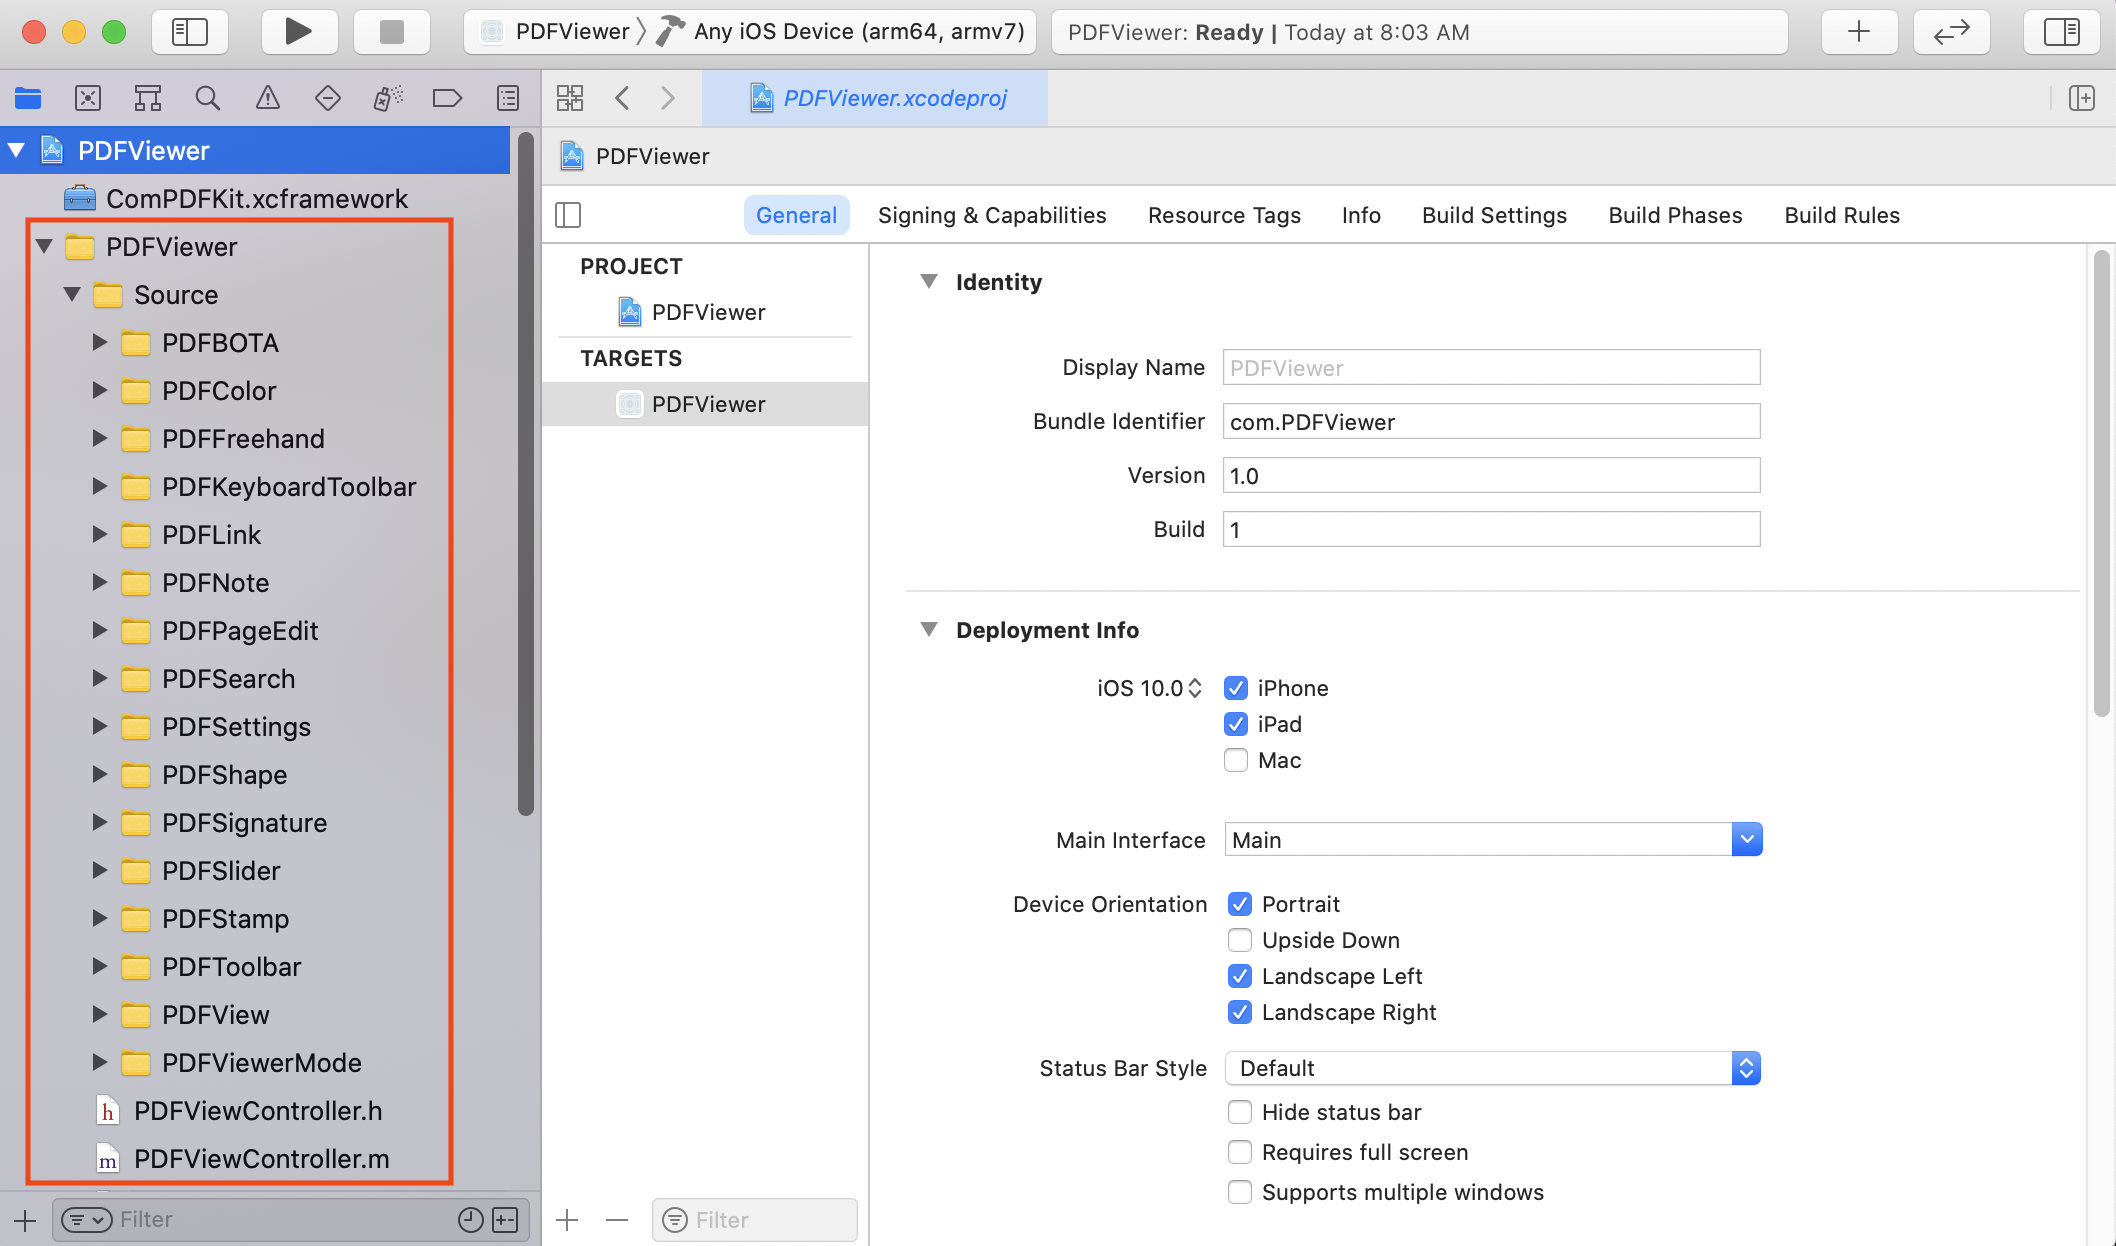 PDFViewer
Any iOS Device (arm64, armv7)
PDFViewer: Ready | Today at 8:03 AM
PDFViewer
ComPDFKit.xcframework
PDFViewer
Source
PDFBOTA
PDFColor
PDFFreehand
PDFKeyboardToolbar
PDFLink
PDFNote
PDFPageEdit
PDFSearch
PDFSettings
PDFShape
PDFSignature
PDFSlider
PDFStamp
PDFToolbar
PDFView
PDFViewerMode
h PDFViewController.h
m PDFViewController.m
Filter
PDFViewer.xcodeproj
PDFViewer
General Signing & Capabilities Resource Tags Info Build Settings Build Phases Build Rules
PROJECT
PDFViewer
TARGETS
PDFViewer
Filter
Identity
Display Name PDFViewer
Bundle Identifier com.PDFViewer
Version 1.0
Build 1
Deployment Info
iOS 10.0 iPhone
iPad
Mac
Main Interface Main
Device Orientation Portrait
Upside Down
Landscape Left
Landscape Right
Status Bar Style Default
Hide status bar
Requires full screen
Supports multiple windows